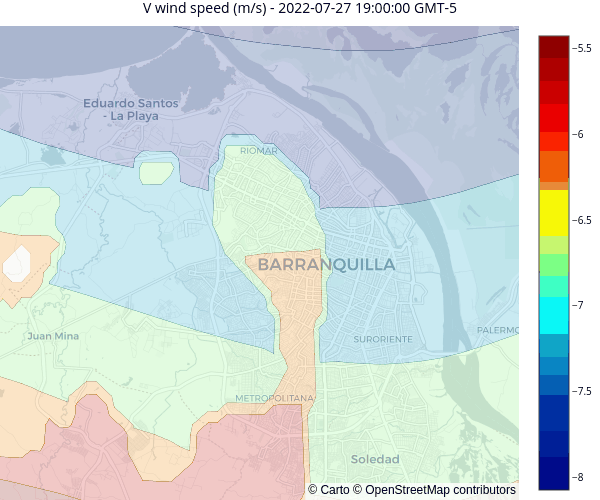 V wind speed (m/s) - 2022-07-27 19:00:00 GMT-5
−5.5
Eduardo Santos
- La Playa
−6
RIOMAR
−6.5
BARRANQUILLA
−7
PALERMO
Juan Mina
SURORIENTE
−7.5
METROPOLITANA
Soledad
−8
© Carto © OpenStreetMap contributors